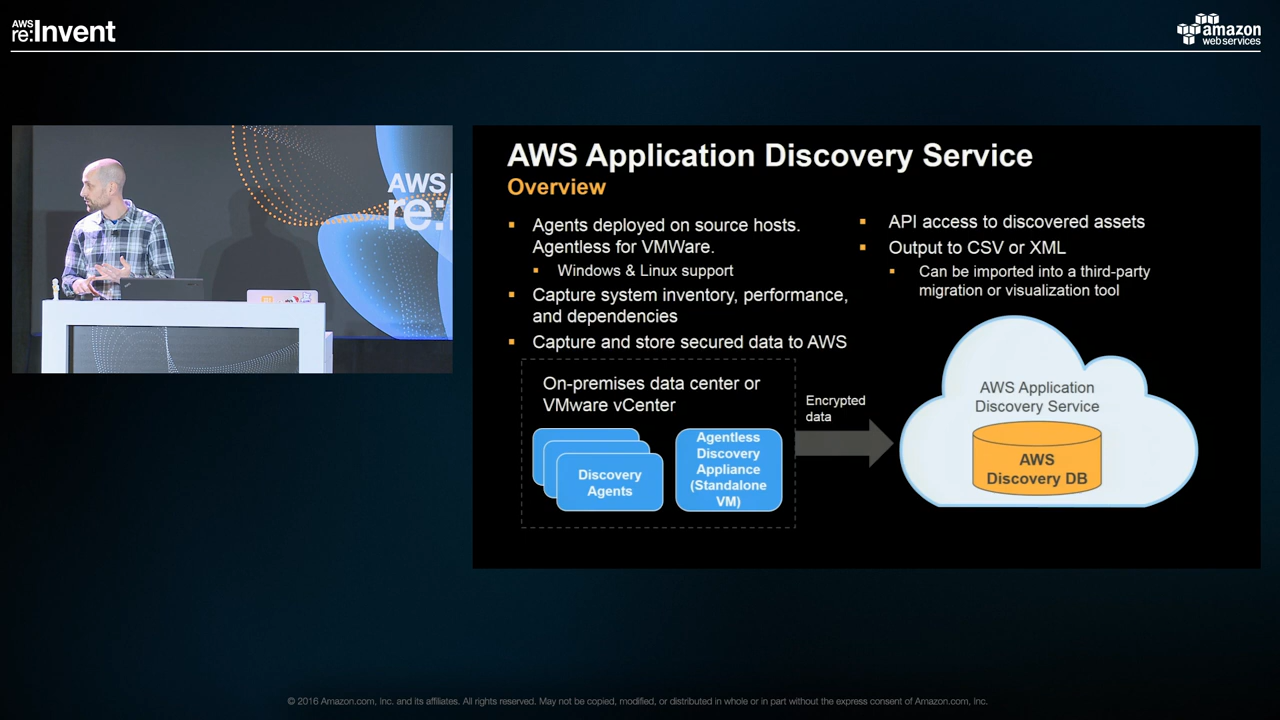 AWS
re:Invent
amazon
web services
AWS
re:
AWS Application Discovery Service
Overview
Agents deployed on source hosts.
Agentless for VMWare.
Windows & Linux support
Capture system inventory, performance,
and dependencies
Capture and store secured data to AWS
API access to discovered assets
Output to CSV or XML
Can be imported into a third-party
migration or visualization tool
On-premises data center or
VMware vCenter
Discovery
Agents
Agentless
Discovery
Appliance
(Standalone
VM)
Encrypted
data
AWS Application
Discovery Service
AWS
Discovery DB
© 2016 Amazon.com, Inc. and its affiliates. All rights reserved. May not be copied, modified, or distributed in whole or in part without the express consent of Amazon.com, Inc.